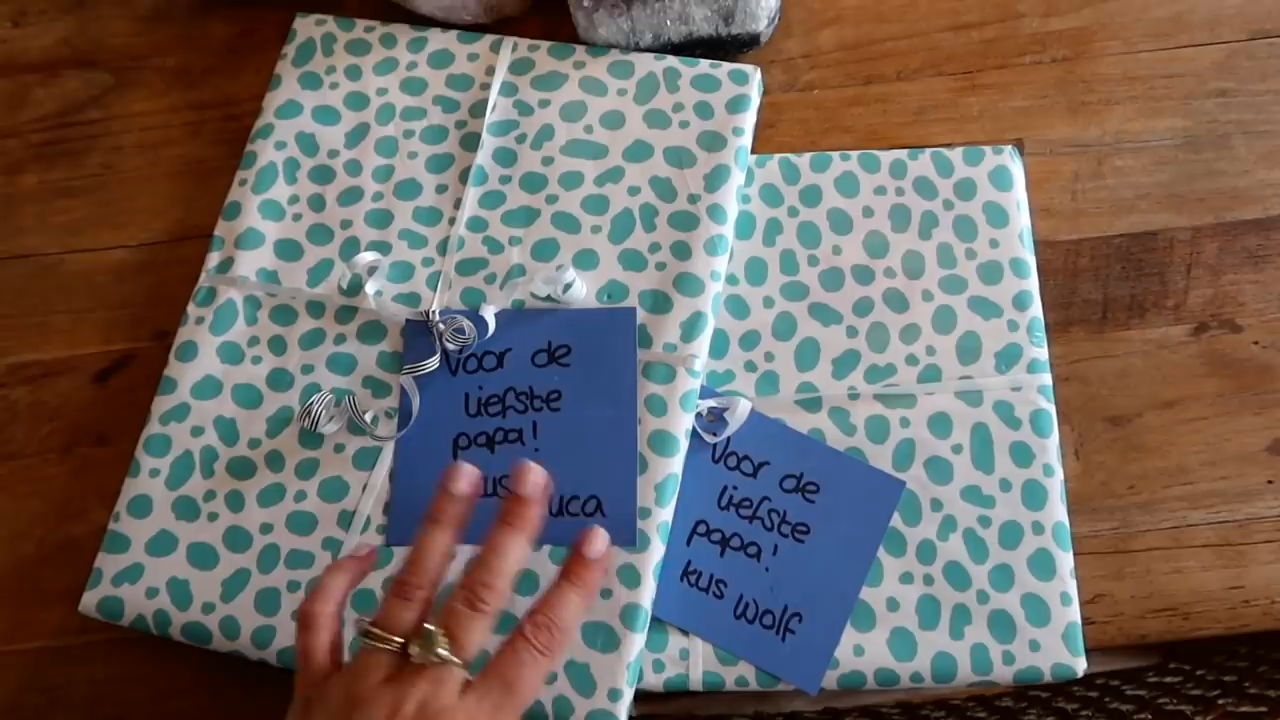 Voor de
liefste
papa!
Voor de
liefste
papa!
kus wolf